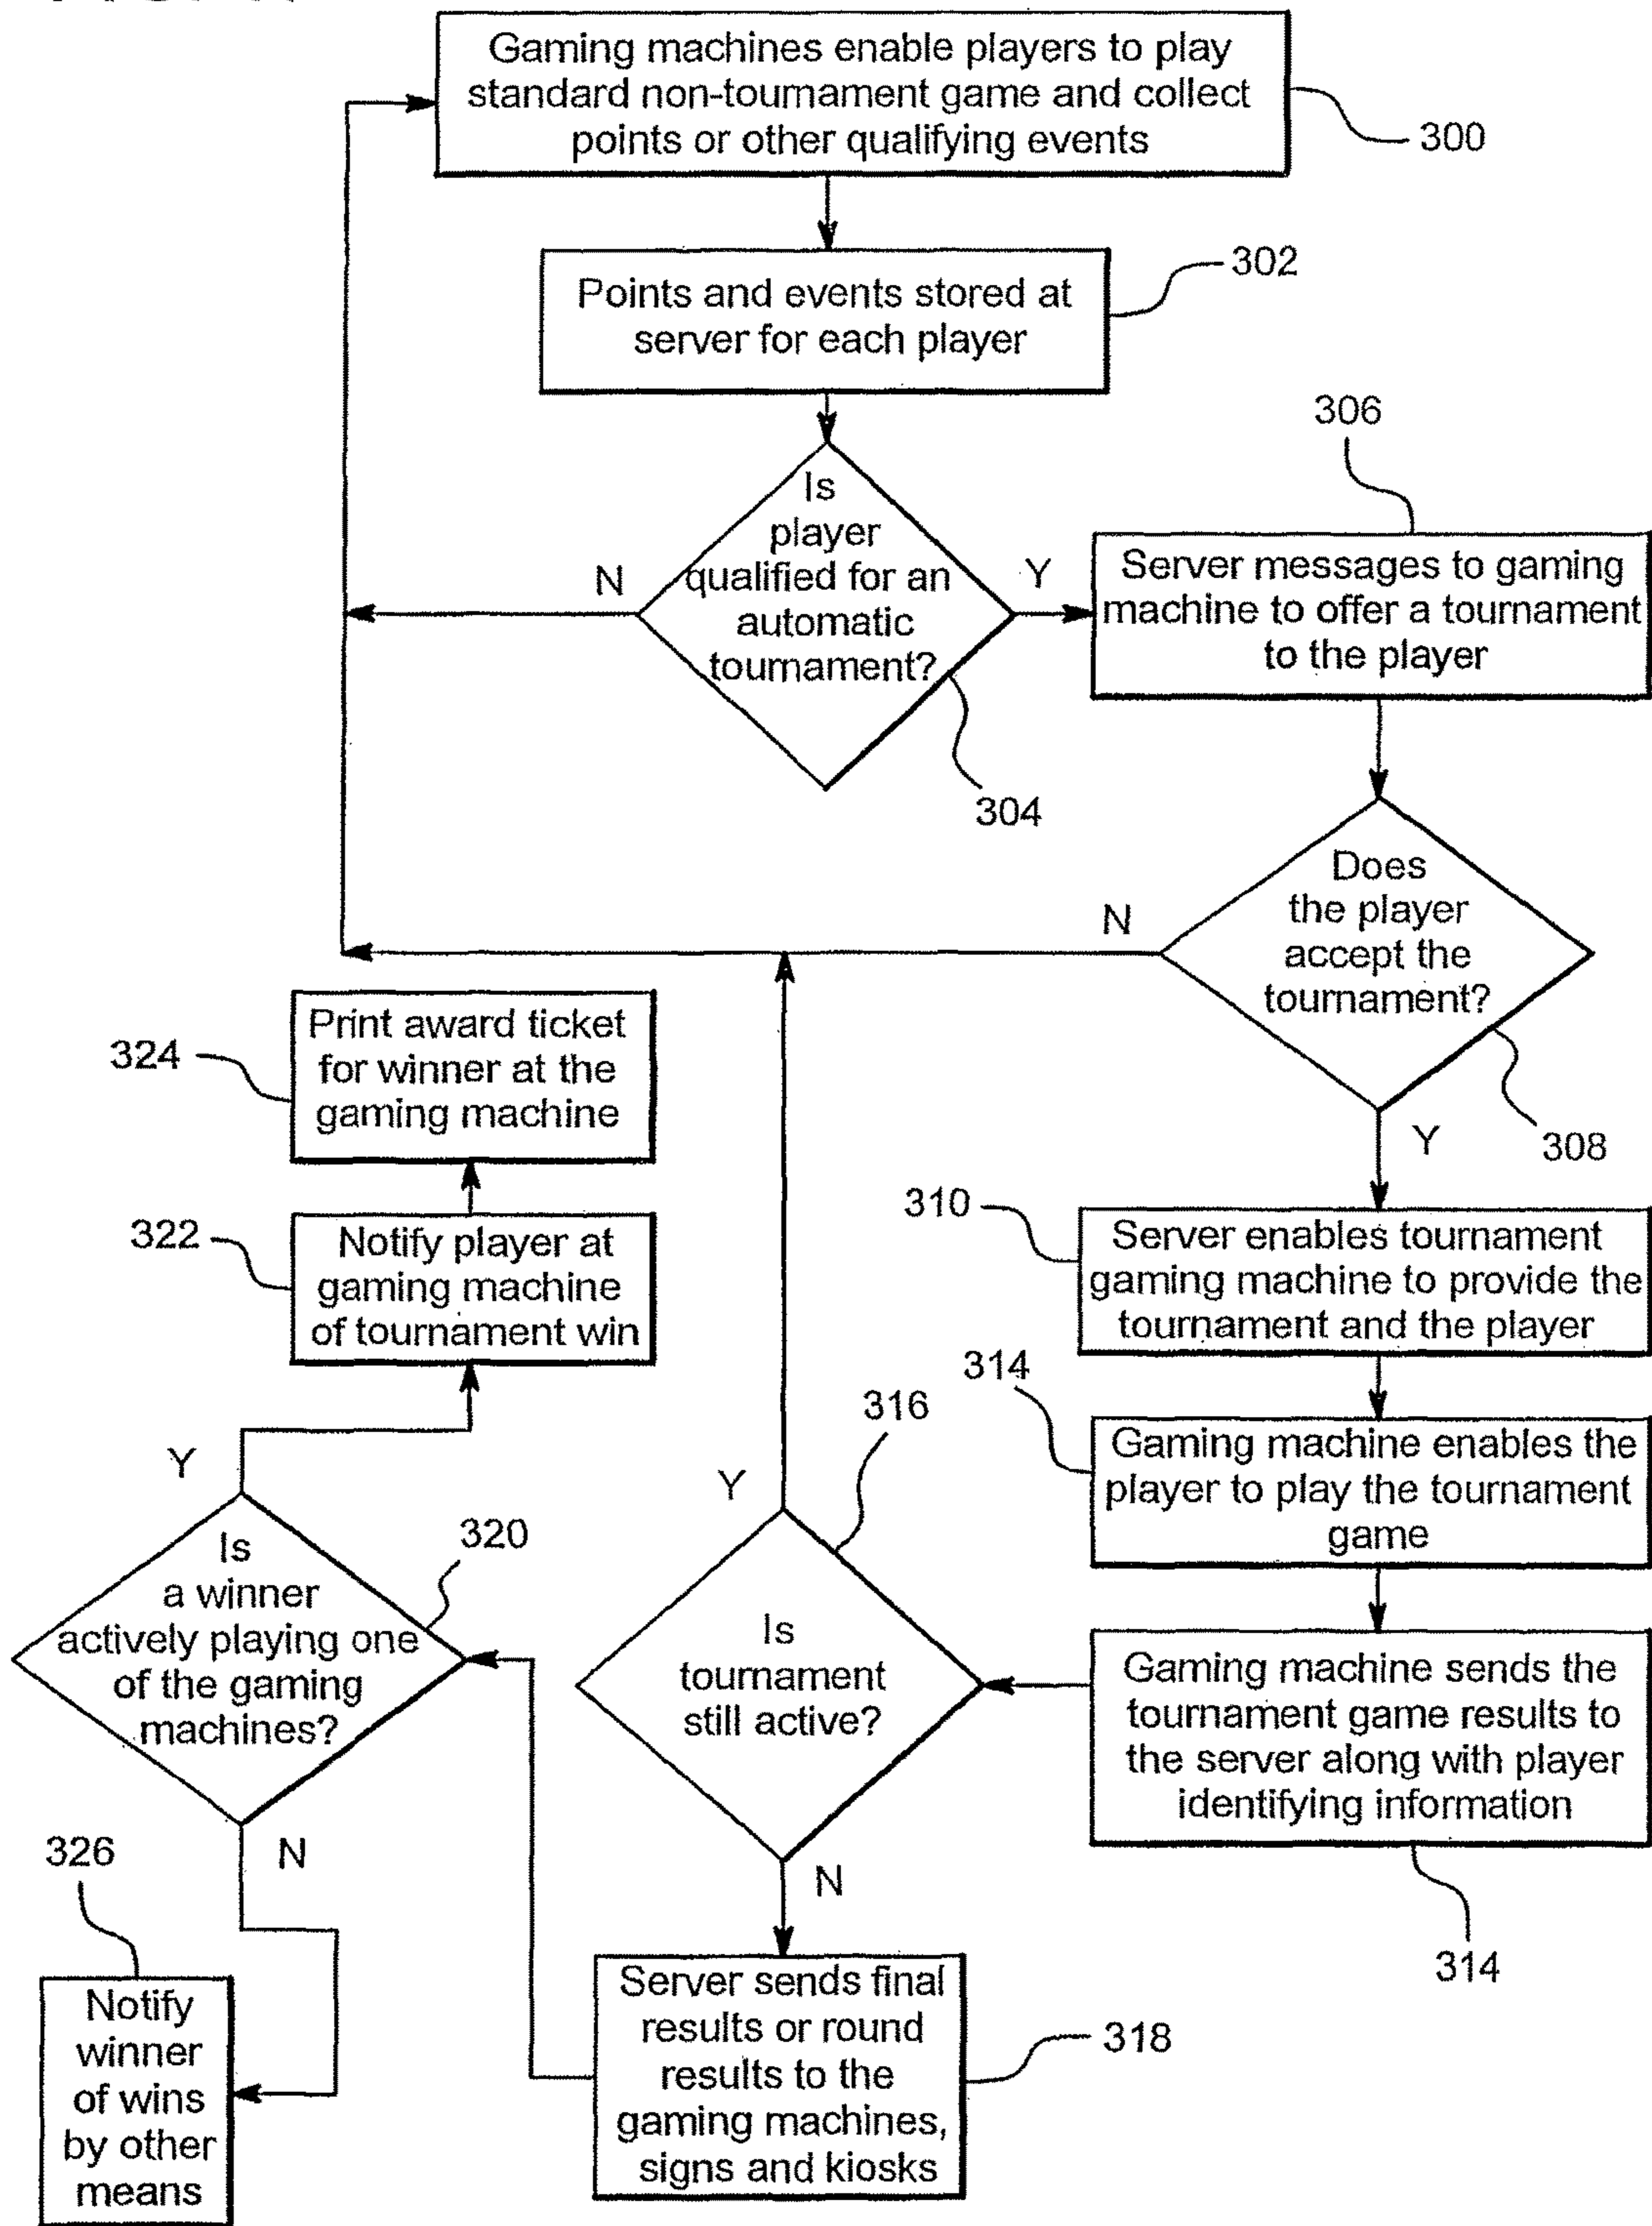 Gaming machines enable players to play
standard non-tournament game and collect
points or other qualifying events
300
Points and events stored at
server for each player
302
Is
player
qualified for an
automatic
tournament?
N
Y
304
306
Server messages to gaming
machine to offer a tournament
to the player
Does
the player
accept the
tournament?
N
Y
308
310
Server enables tournament
gaming machine to provide the
tournament and the player
314
Gaming machine enables the
player to play the tournament
game
Gaming machine sends the
tournament game results to
the server along with player
identifying information
314
316
Is
tournament
still active?
Y
N
Server sends final
results or round
results to the
gaming machines,
signs and kiosks
318
320
Is
a winner
actively playing one
of the gaming
machines?
Y
N
322
Notify player at
gaming machine
of tournament win
324
Print award ticket
for winner at the
gaming machine
326
Notify
winner
of wins
by other
means